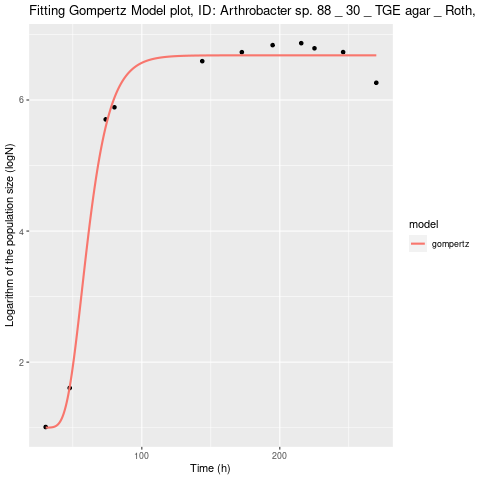 Fitting Gompertz Model plot, ID: Arthrobacter sp. 88 _ 30 _ TGE agar _ Roth,
Logarithm of the population size (logN)
6
4
2
100
200
Time (h)
model
gompertz